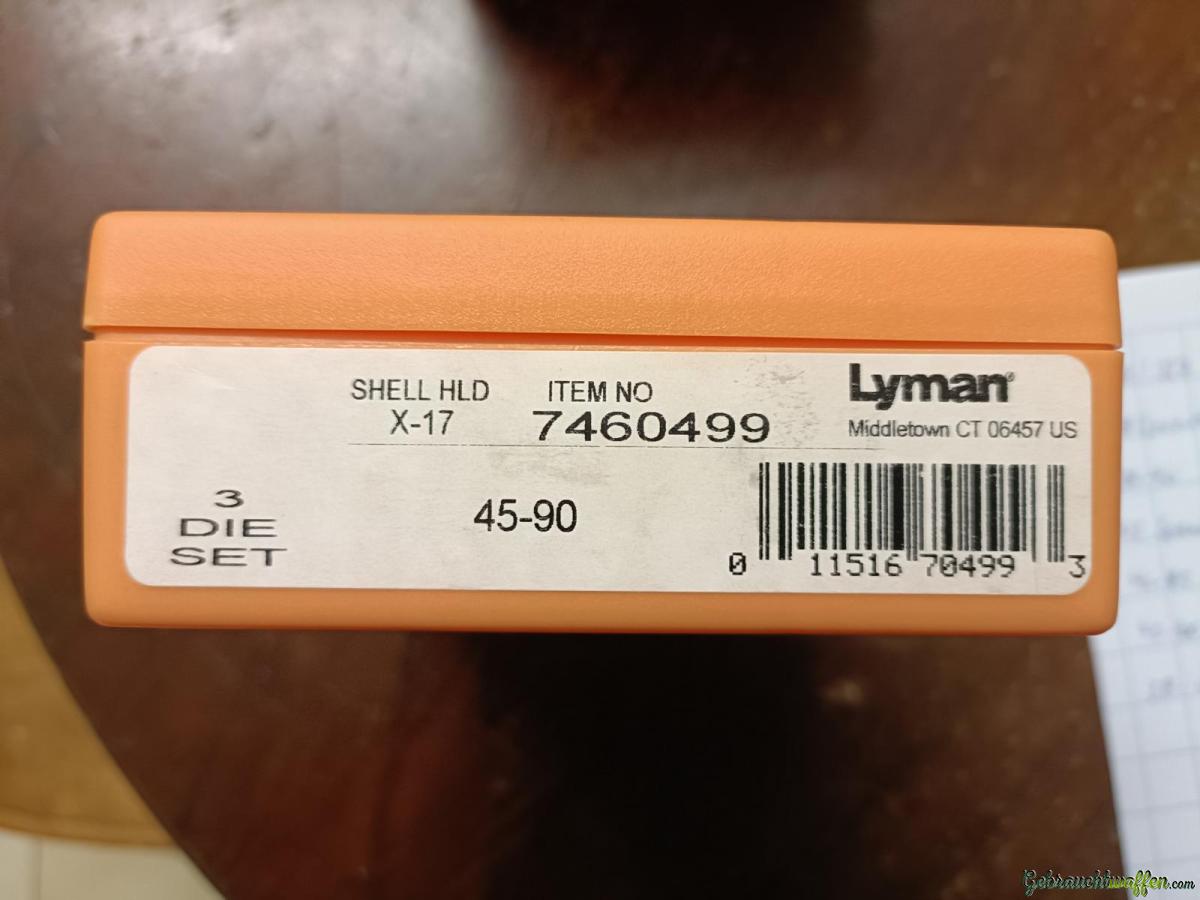 SHELL HLD ITEM NO
X-17 7460499
Lyman®
Middletown CT 06457 US
3
DIE
SET
45-90
0 11516 70499 3
Gebrauchtwaffen.com